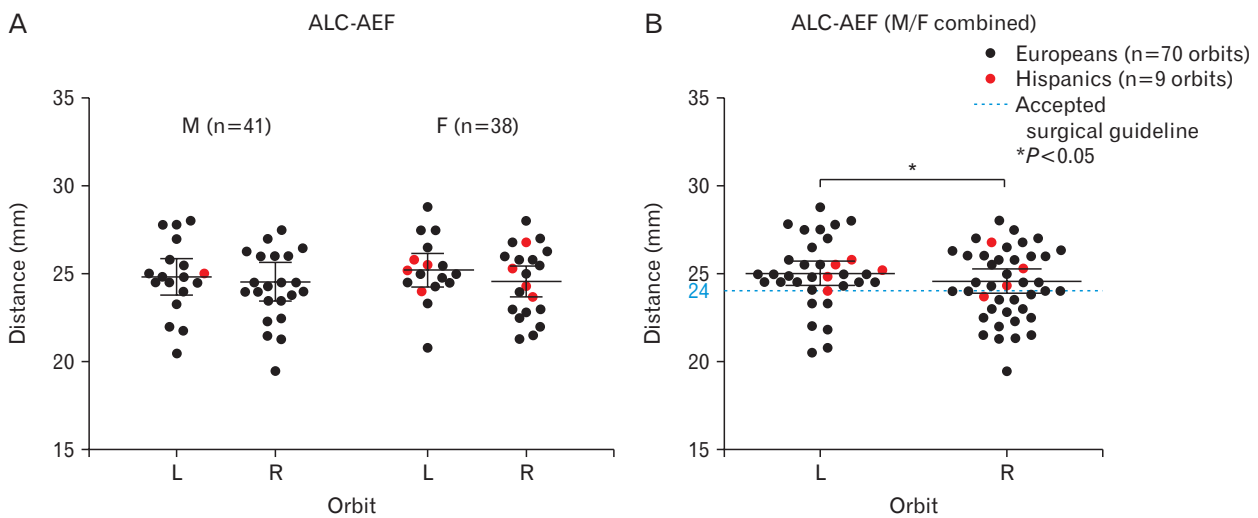 A
ALC-AEF
35
30
25
20
15
Distance (mm)
M (n=41)
F (n=38)
L
R
L
R
Orbit
B
ALC-AEF (M/F combined)
Europeans (n=70 orbits)
Hispanics (n=9 orbits)
Accepted
surgical guideline
*P<0.05
35
30
25
24
20
15
Distance (mm)
*
L
R
Orbit